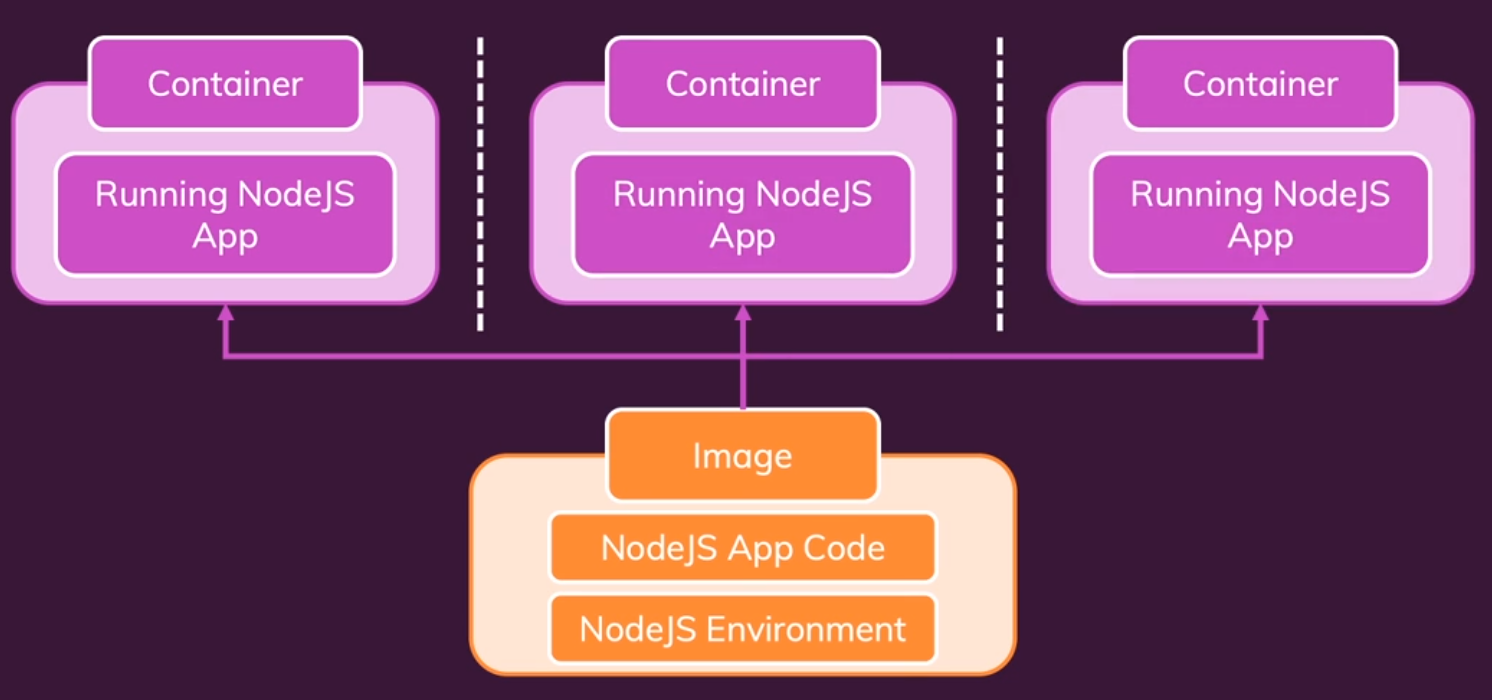 Container
Running NodeJS
App
Container
Running NodeJS
App
Container
Running NodeJS
App
Image
NodeJS App Code
NodeJS Environment